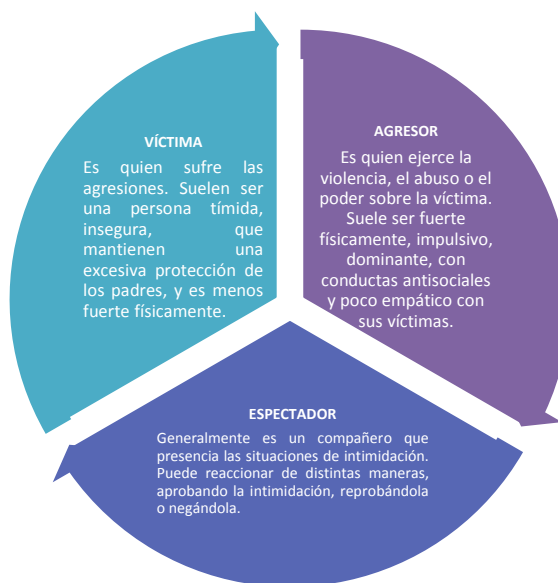 VÍCTIMA
Es quien sufre las
agresiones. Suelen ser
una persona tímida,
insegura, que
mantienen una
excesiva protección de
los padres, y es menos
fuerte físicamente.
AGRESOR
Es quien ejerce la
violencia, el abuso o el
poder sobre la víctima.
Suele ser fuerte
físicamente, impulsivo,
dominante, con
conductas antisociales
y poco empático con
sus víctimas.
ESPECTADOR
Generalmente es un compañero que
presencia las situaciones de intimidación.
Puede reaccionar de distintas maneras,
aprobando la intimidación, reprobándola
o negándola.